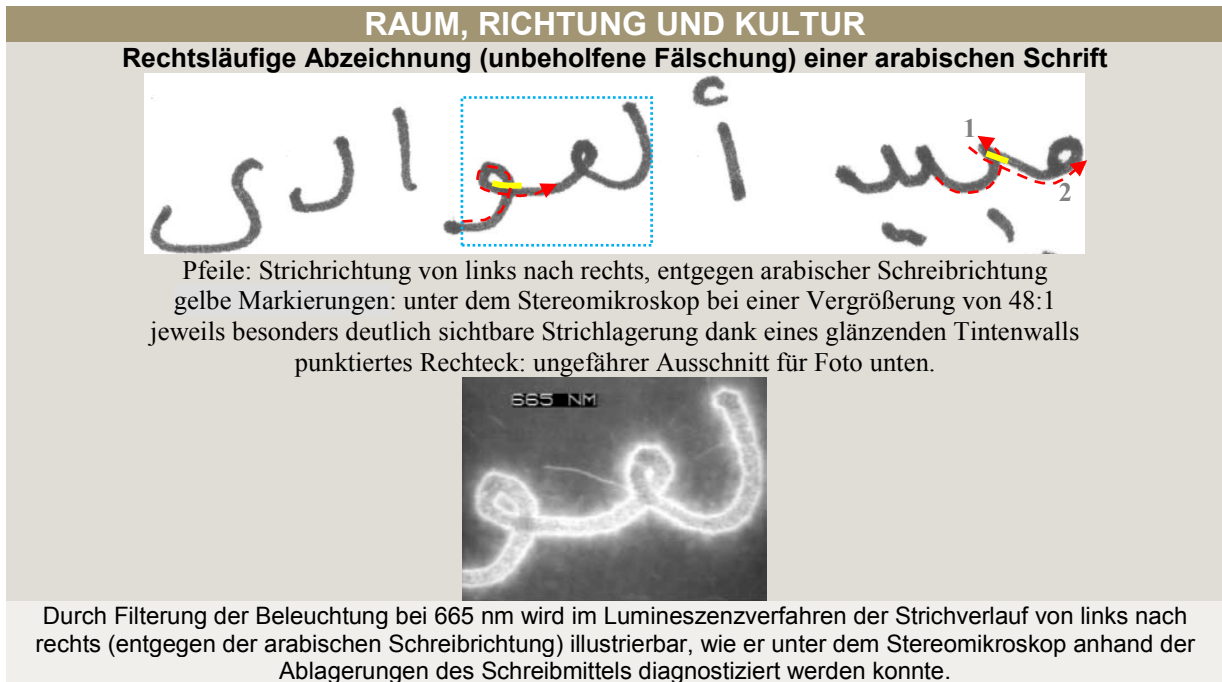 RAUM, RICHTUNG UND KULTUR
Rechtsläufige Abzeichnung (unbeholfene Fälschung) einer arabischen Schrift
ألعوادى
1
2
Pfeile: Strichrichtung von links nach rechts, entgegen arabischer Schreibrichtung
gelbe Markierungen: unter dem Stereomikroskop bei einer Vergrößerung von 48:1
jeweils besonders deutlich sichtbare Strichlagerung dank eines glänzenden Tintenwalls
punktiertes Rechteck: ungefährer Ausschnitt für Foto unten.
665 NM
Durch Filterung der Beleuchtung bei 665 nm wird im Lumineszenzverfahren der Strichverlauf von links nach
rechts (entgegen der arabischen Schreibrichtung) illustrierbar, wie er unter dem Stereomikroskop anhand der
Ablagerungen des Schreibmittels diagnostiziert werden konnte.